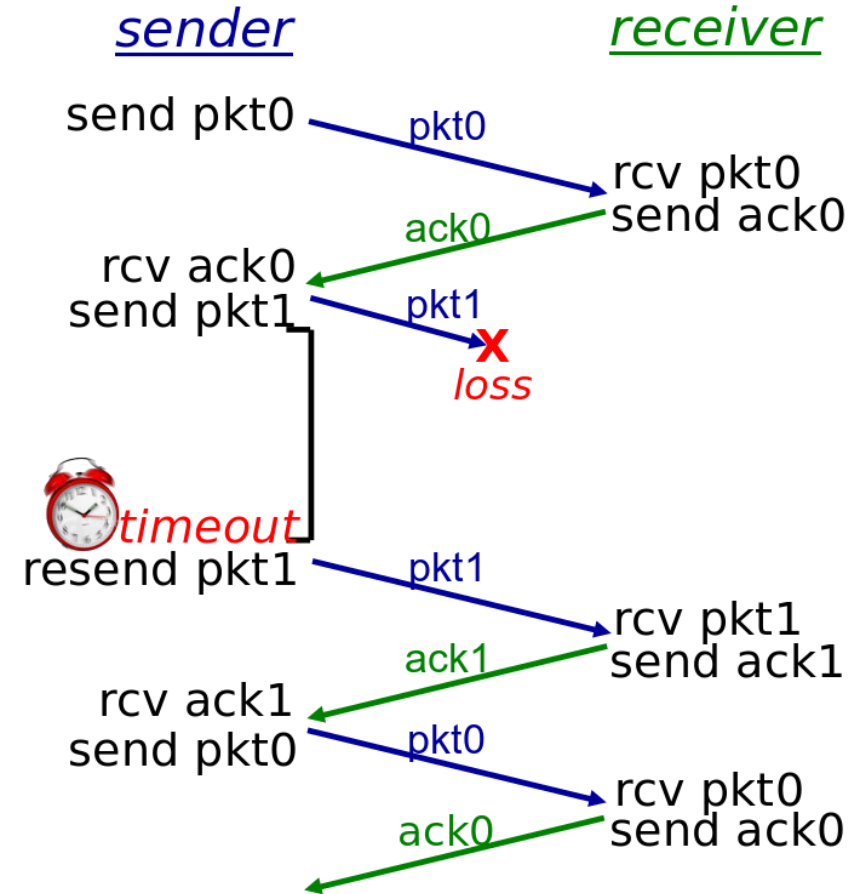 sender receiver
send pkt0
pkt0
rcv pkt0
send ack0
ack0
rcv ack0
send pkt1
pkt1
X
loss
timeout
resend pkt1
pkt1
rcv pkt1
send ack1
ack1
rcv ack1
send pkt0
pkt0
rcv pkt0
send ack0
ack0